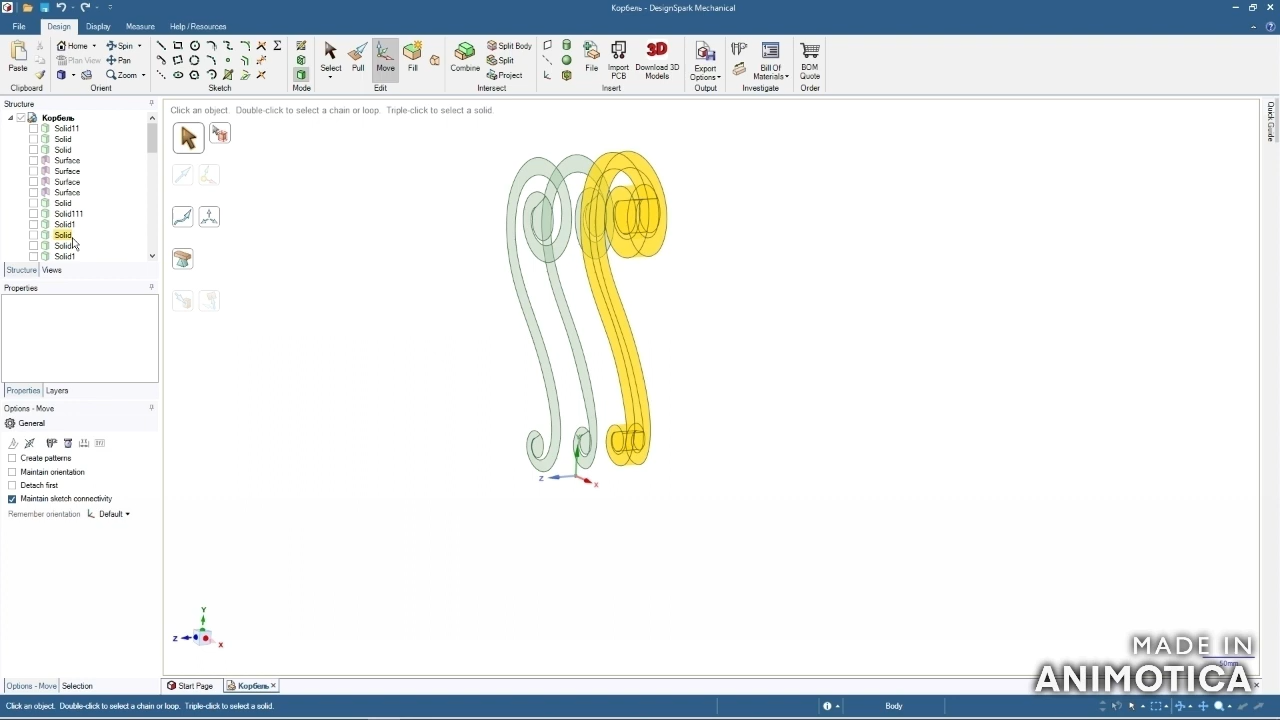 Корбель - DesignSpark Mechanical
File Design Display Measure Help / Resources
Paste
Home Spin
Plan View Pan
Zoom
Select Pull Move Fill
Combine
Split Body
Split
Project
File Import PCB Download 3D Models
Export Options
Bill Of Materials
BOM Quote
Clipboard Orient Sketch Mode Edit Intersect Insert Output Investigate Order
Structure
Корбель
Solid11
Solid
Solid
Surface
Surface
Surface
Surface
Solid
Solid111
Solid1
Solid
Solid
Solid1
Structure Views
Properties
Properties Layers
Options - Move
General
Create patterns
Maintain orientation
Detach first
Maintain sketch connectivity
Remember orientation Default
Options - Move Selection
Click an object. Double-click to select a chain or loop. Triple-click to select a solid.
Z X
Y
Z X
Quick Guide
50mm
MADE IN
ANIMOTICA
Start Page Корбель
Click an object. Double-click to select a chain or loop. Triple-click to select a solid.
Body